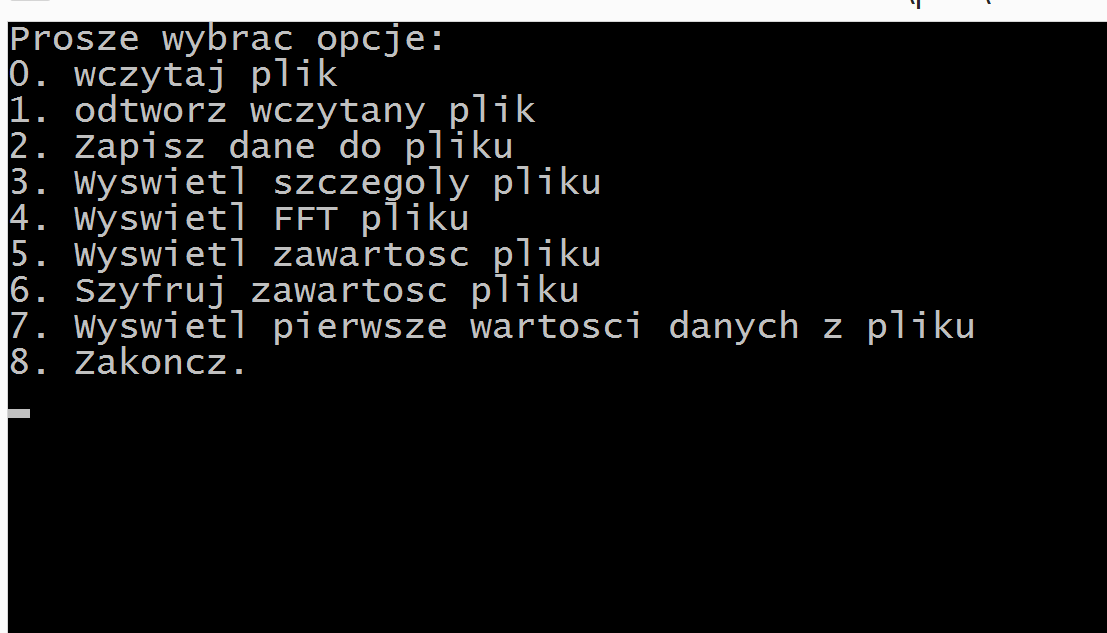 Prosze wybrac opcje:
0. wczytaj plik
1. odtworz wczytany plik
2. Zapisz dane do pliku
3. Wyswietl szczegoly pliku
4. Wyswietl FFT pliku
5. Wyswietl zawartosc pliku
6. Szyfruj zawartosc pliku
7. Wyswietl pierwsze wartosci danych z pliku
8. Zakoncz.